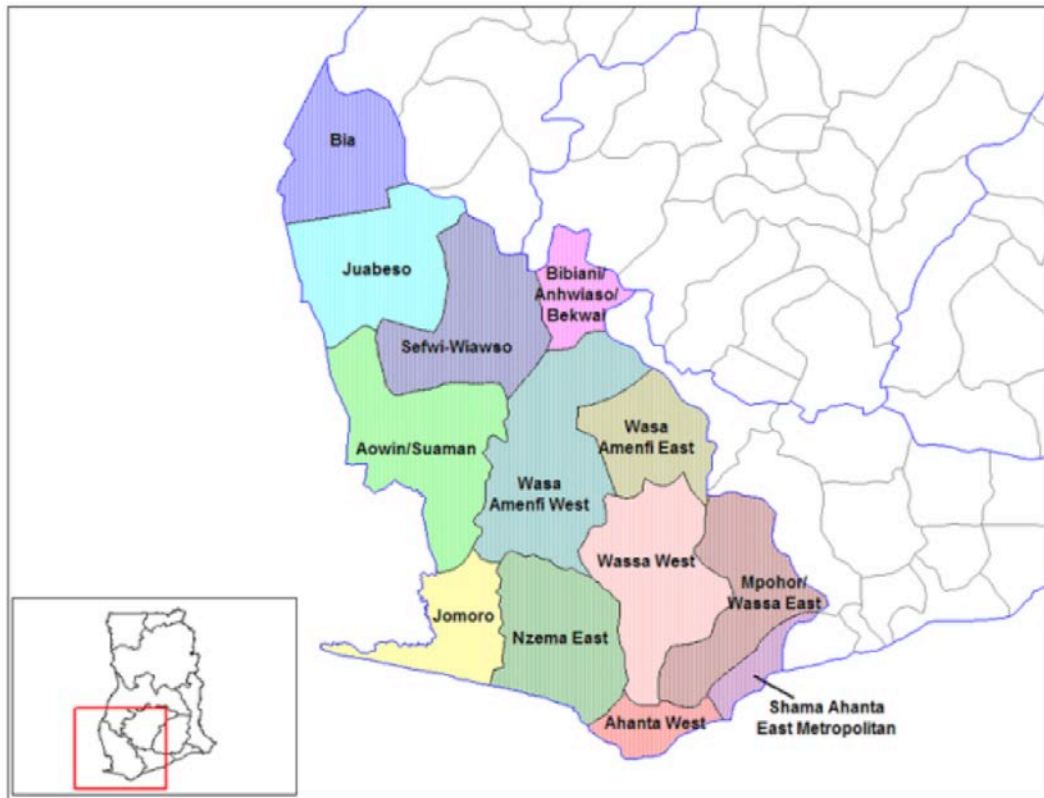 Bia
Juabeso
Bibiani/
Anhwiaso/
Bekwai
Sefwi-Wiawso
Aowin/Suaman
Wasa
Amenfi East
Wasa
Amenfi West
Wassa West
Mpohor/
Wassa East
Jomoro
Nzema East
Ahanta West
Shama Ahanta
East Metropolitan